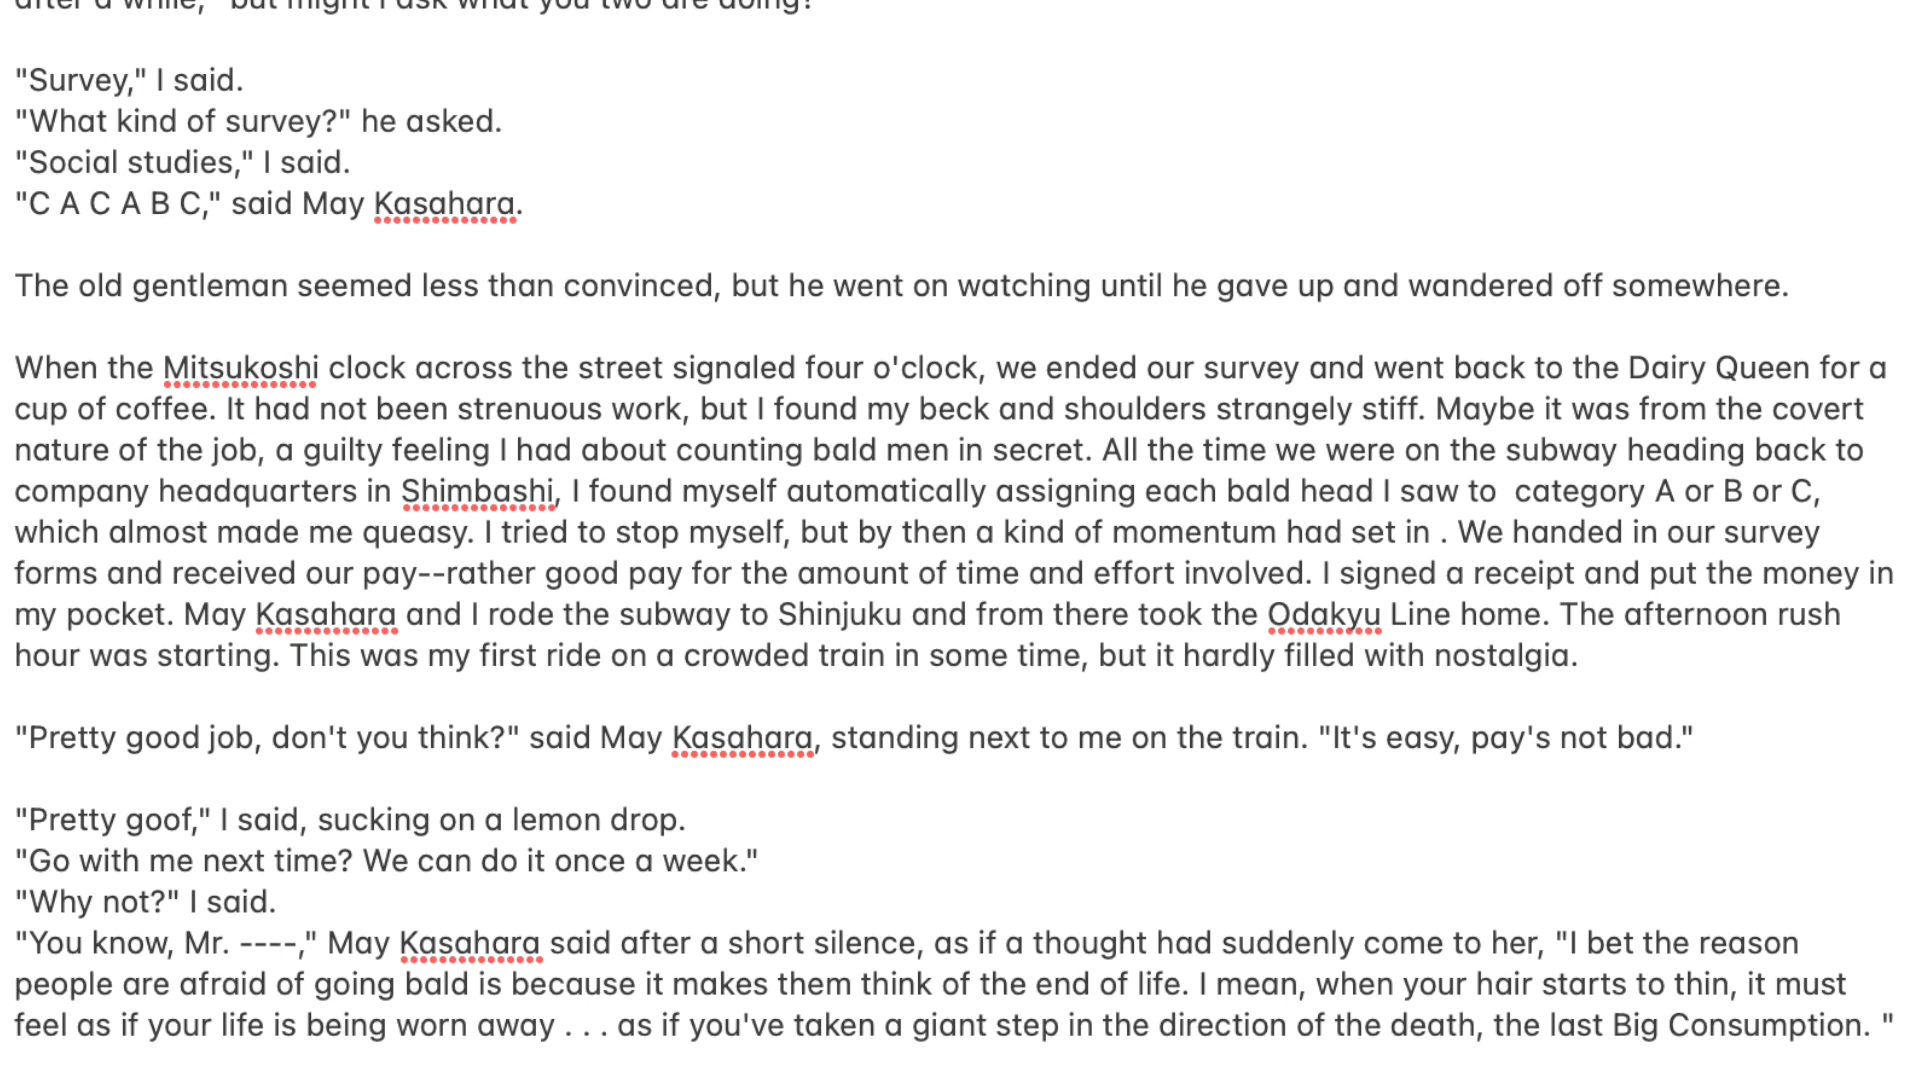 after a while, "but might I ask what you two are doing?
"Survey," I said.
"What kind of survey?" he asked.
"Social studies," I said.
"C A C A B C," said May Kasahara.
The old gentleman seemed less than convinced, but he went on watching until he gave up and wandered off somewhere.
When the Mitsukoshi clock across the street signaled four o'clock, we ended our survey and went back to the Dairy Queen for a
cup of coffee. It had not been strenuous work, but I found my beck and shoulders strangely stiff. Maybe it was from the covert
nature of the job, a guilty feeling I had about counting bald men in secret. All the time we were on the subway heading back to
company headquarters in Shimbashi, I found myself automatically assigning each bald head I saw to  category A or B or C,
which almost made me queasy. I tried to stop myself, but by then a kind of momentum had set in . We handed in our survey
forms and received our pay--rather good pay for the amount of time and effort involved. I signed a receipt and put the money in
my pocket. May Kasahara and I rode the subway to Shinjuku and from there took the Odakyu Line home. The afternoon rush
hour was starting. This was my first ride on a crowded train in some time, but it hardly filled with nostalgia.
"Pretty good job, don't you think?" said May Kasahara, standing next to me on the train. "It's easy, pay's not bad."
"Pretty goof," I said, sucking on a lemon drop.
"Go with me next time? We can do it once a week."
"Why not?" I said.
"You know, Mr. ----," May Kasahara said after a short silence, as if a thought had suddenly come to her, "I bet the reason
people are afraid of going bald is because it makes them think of the end of life. I mean, when your hair starts to thin, it must
feel as if your life is being worn away . . . as if you've taken a giant step in the direction of the death, the last Big Consumption. "